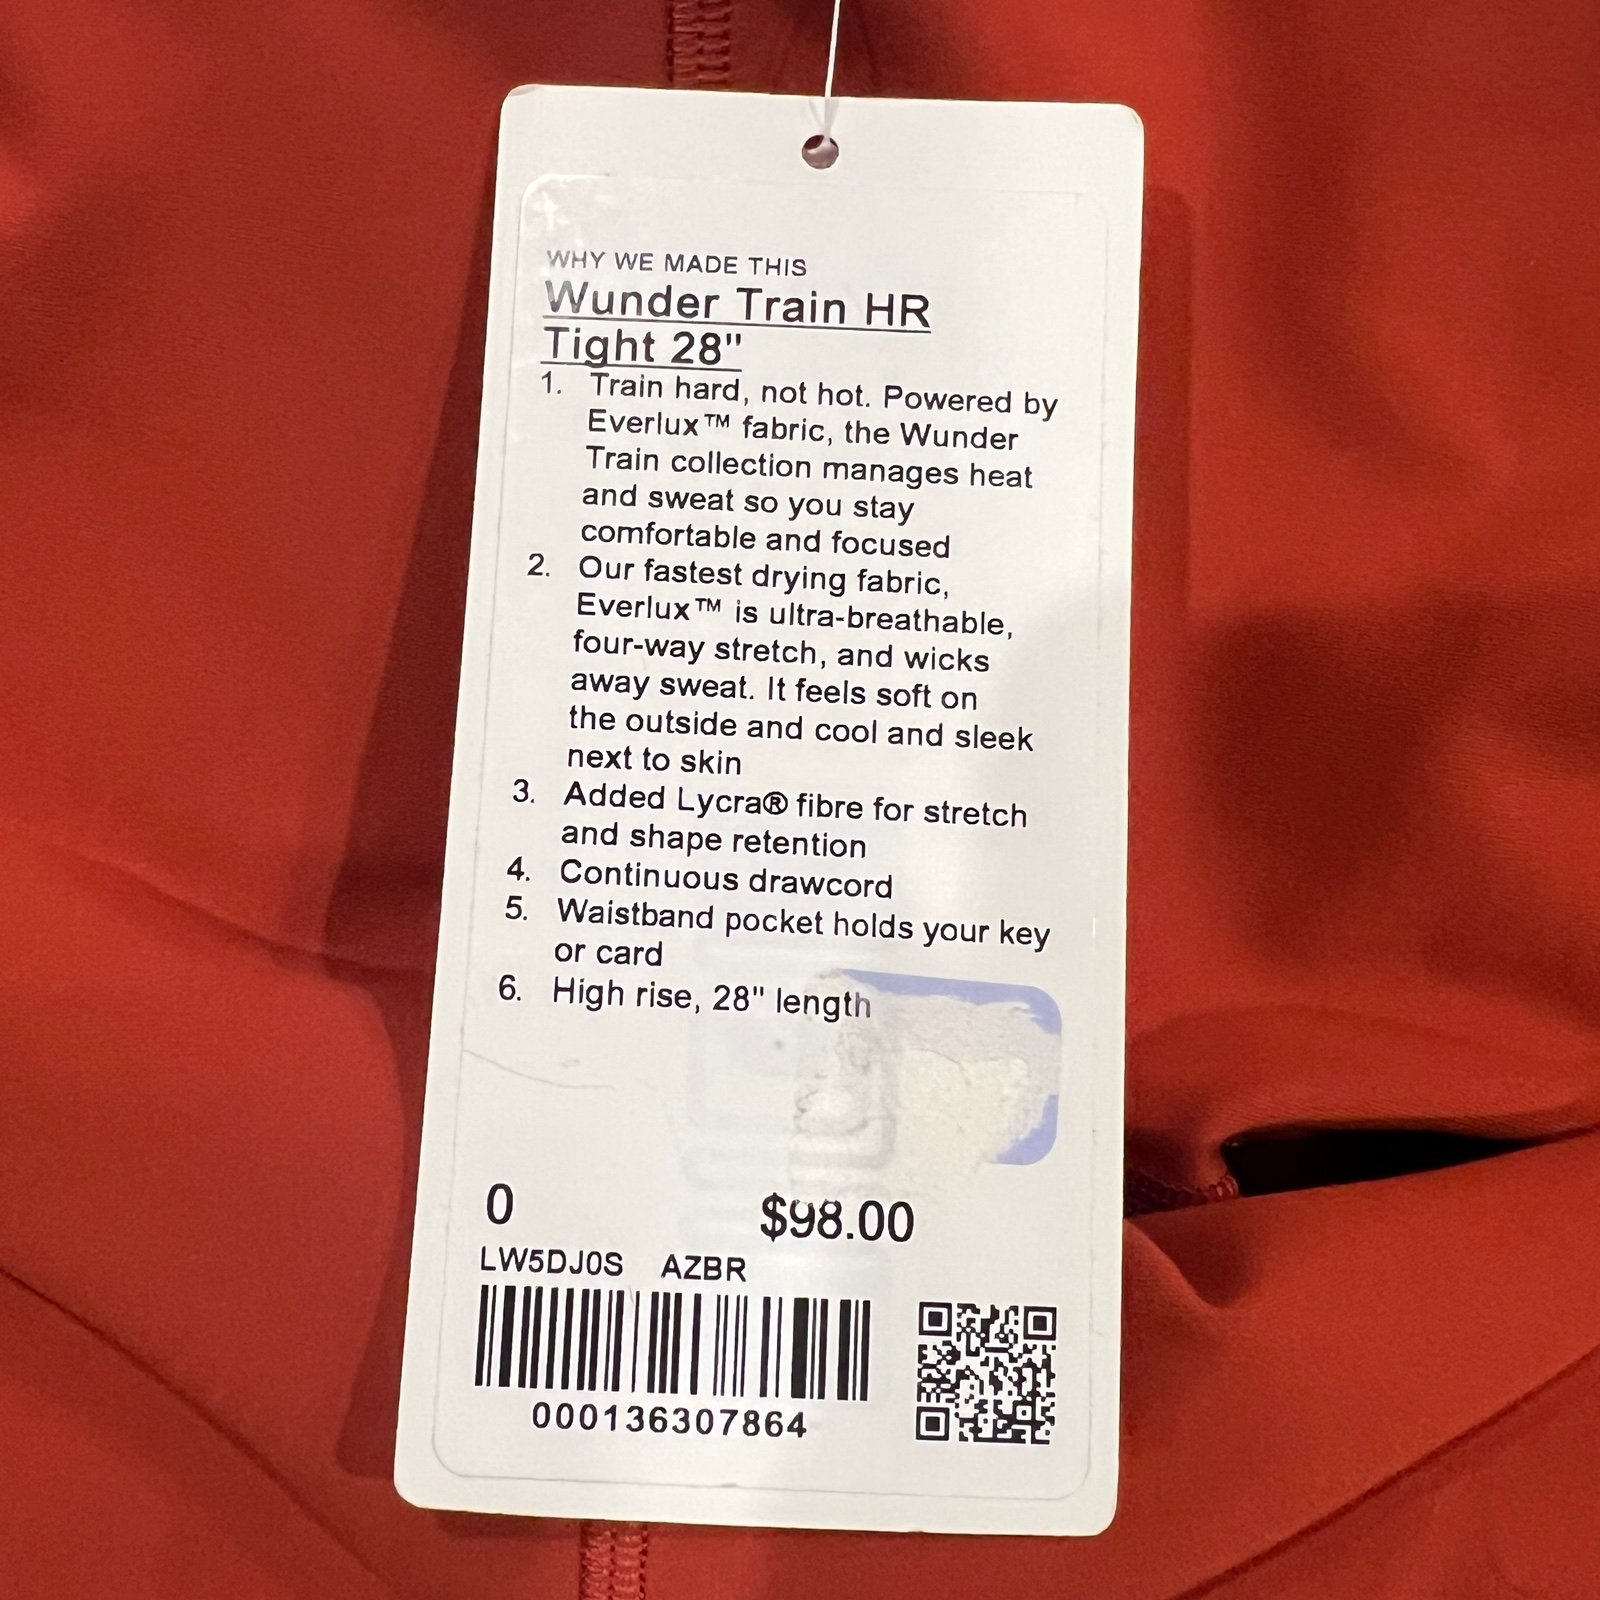 WHY WE MADE THIS
Wunder Train HR
Tight 28"
1. Train hard, not hot. Powered by
Everlux™ fabric, the Wunder
Train collection manages heat
and sweat so you stay
comfortable and focused
2. Our fastest drying fabric,
Everlux™ is ultra-breathable,
four-way stretch, and wicks
away sweat. It feels soft on
the outside and cool and sleek
next to skin
3. Added Lycra® fibre for stretch
and shape retention
4. Continuous drawcord
5. Waistband pocket holds your key
or card
6. High rise, 28" length
0 $98.00
LW5DJ0S AZBR
000136307864